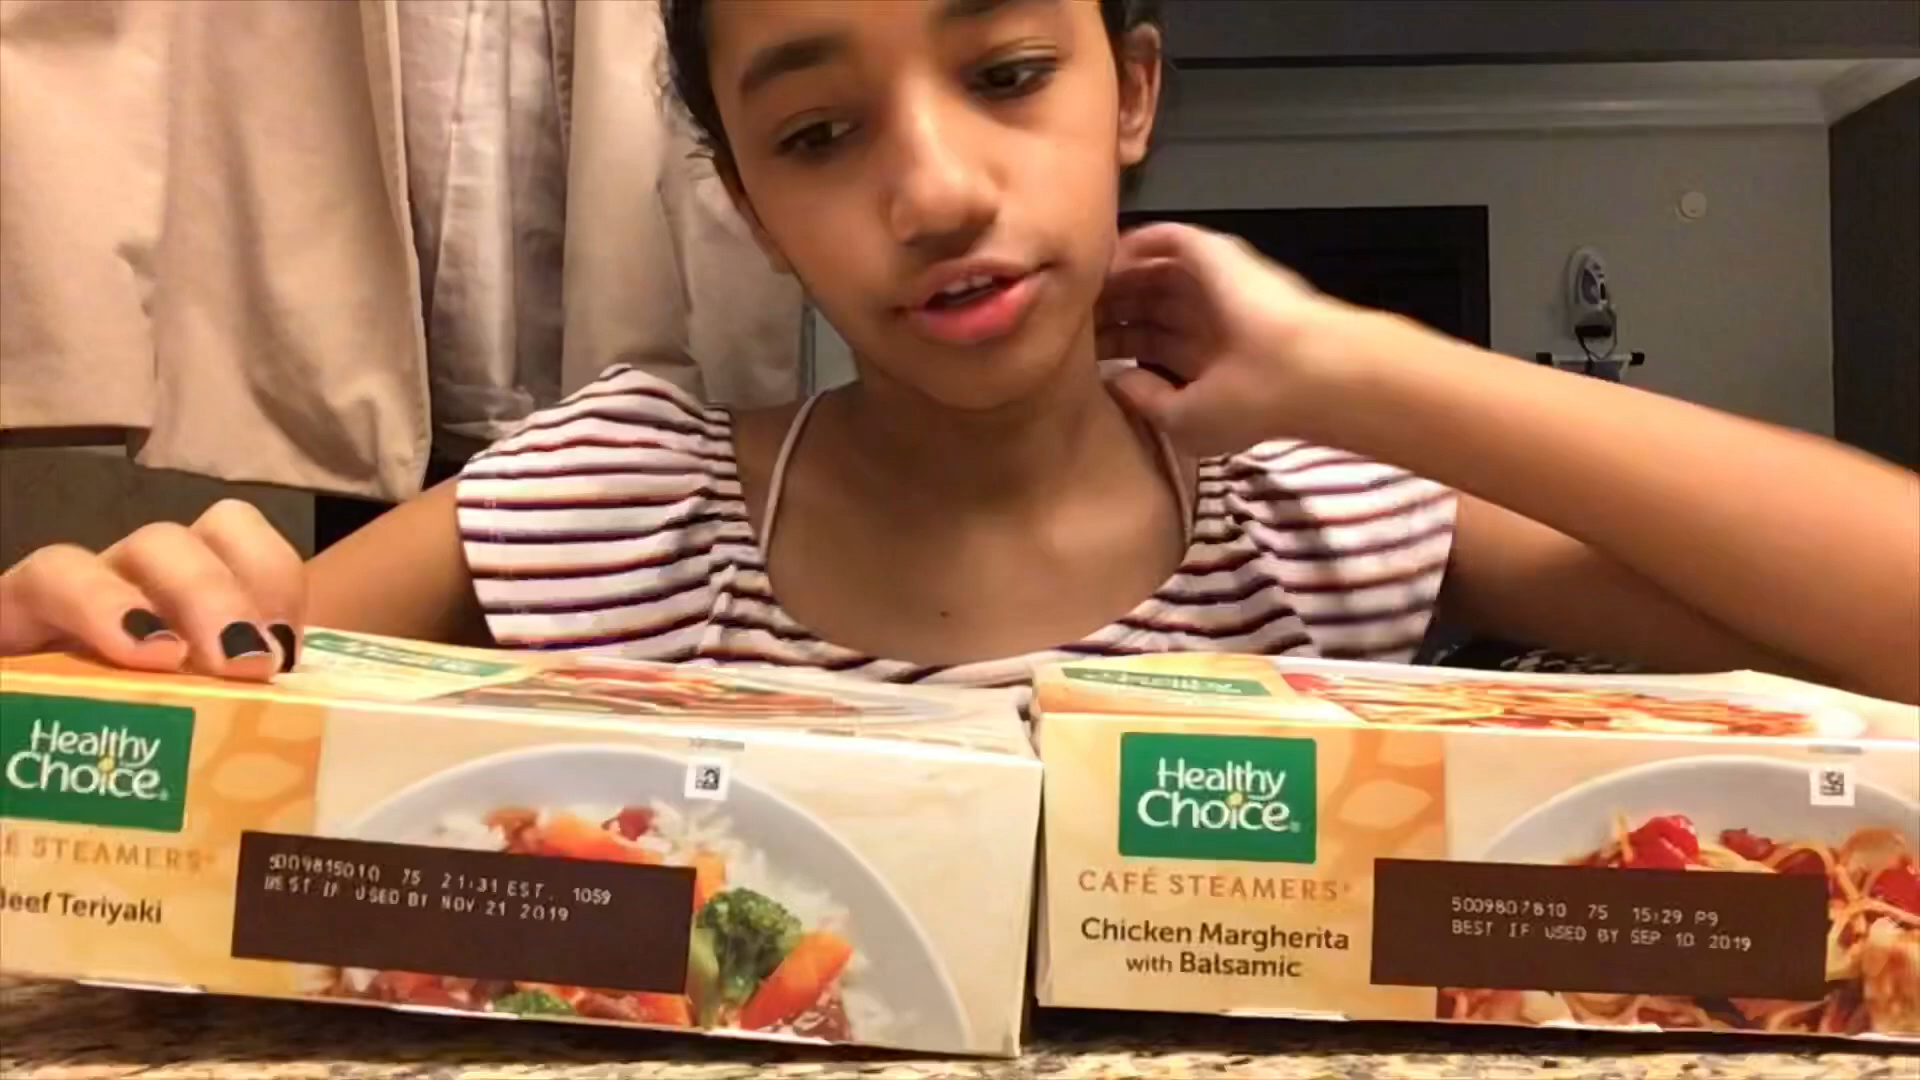 Healthy
Choice®
É STEAMERS®
Beef Teriyaki
5009815010 75 21:31 EST. 1059
BEST IF USED BY NOV 21 2019
Healthy
Choice®
CAFÉ STEAMERS®
Chicken Margherita
with Balsamic
5009807810 75 15:29 P9
BEST IF USED BY SEP 10 2019